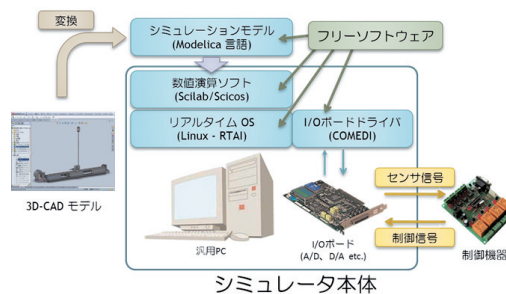 変換
シミュレーションモデル
(Modelica 言語)
フリーソフトウェア
数値演算ソフト
(Scilab/Scicos)
リアルタイム OS
(Linux - RTAI)
I/Oボードドライバ
(COMEDI)
3D-CAD モデル
汎用PC
I/Oボード
(A/D、D/A etc.)
センサ信号
制御信号
制御機器
シミュレータ本体